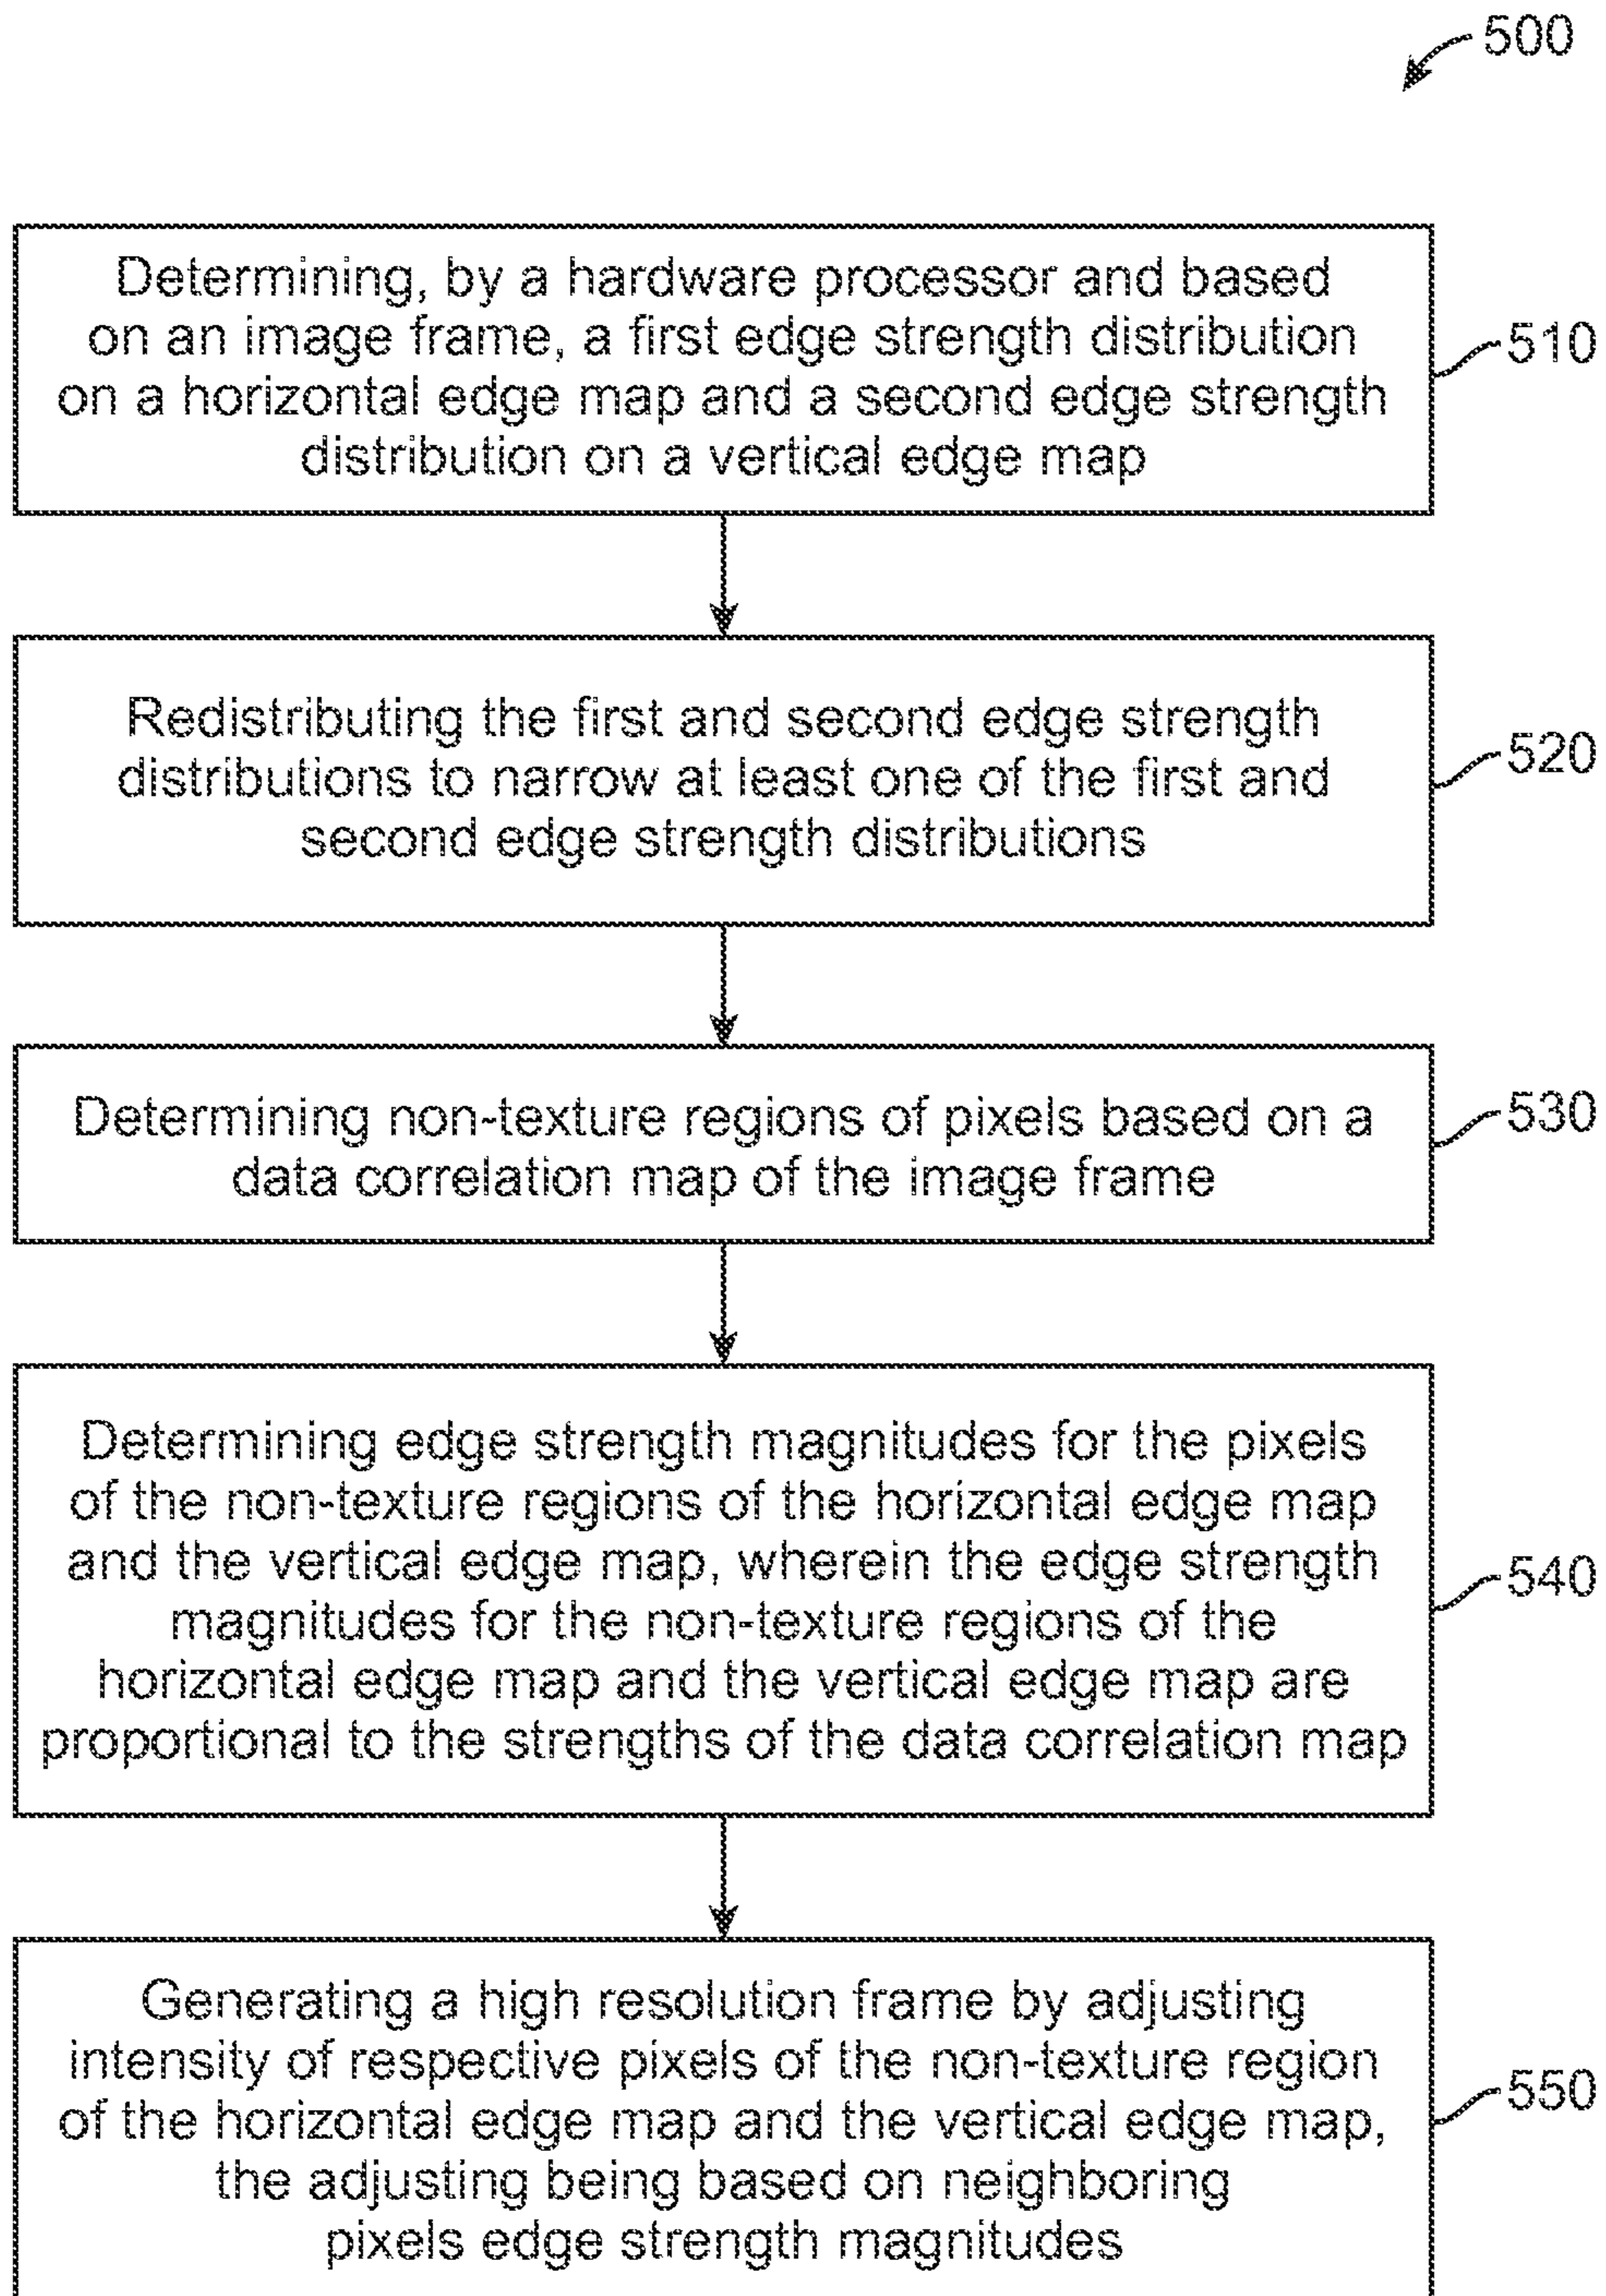 500
Determining, by a hardware processor and based
on an image frame, a first edge strength distribution
on a horizontal edge map and a second edge strength
distribution on a vertical edge map
510
Redistributing the first and second edge strength
distributions to narrow at least one of the first and
second edge strength distributions
520
Determining non-texture regions of pixels based on a
data correlation map of the image frame
530
Determining edge strength magnitudes for the pixels
of the non-texture regions of the horizontal edge map
and the vertical edge map, wherein the edge strength
magnitudes for the non-texture regions of the
horizontal edge map and the vertical edge map are
proportional to the strengths of the data correlation map
540
Generating a high resolution frame by adjusting
intensity of respective pixels of the non-texture region
of the horizontal edge map and the vertical edge map,
the adjusting being based on neighboring
pixels edge strength magnitudes
550